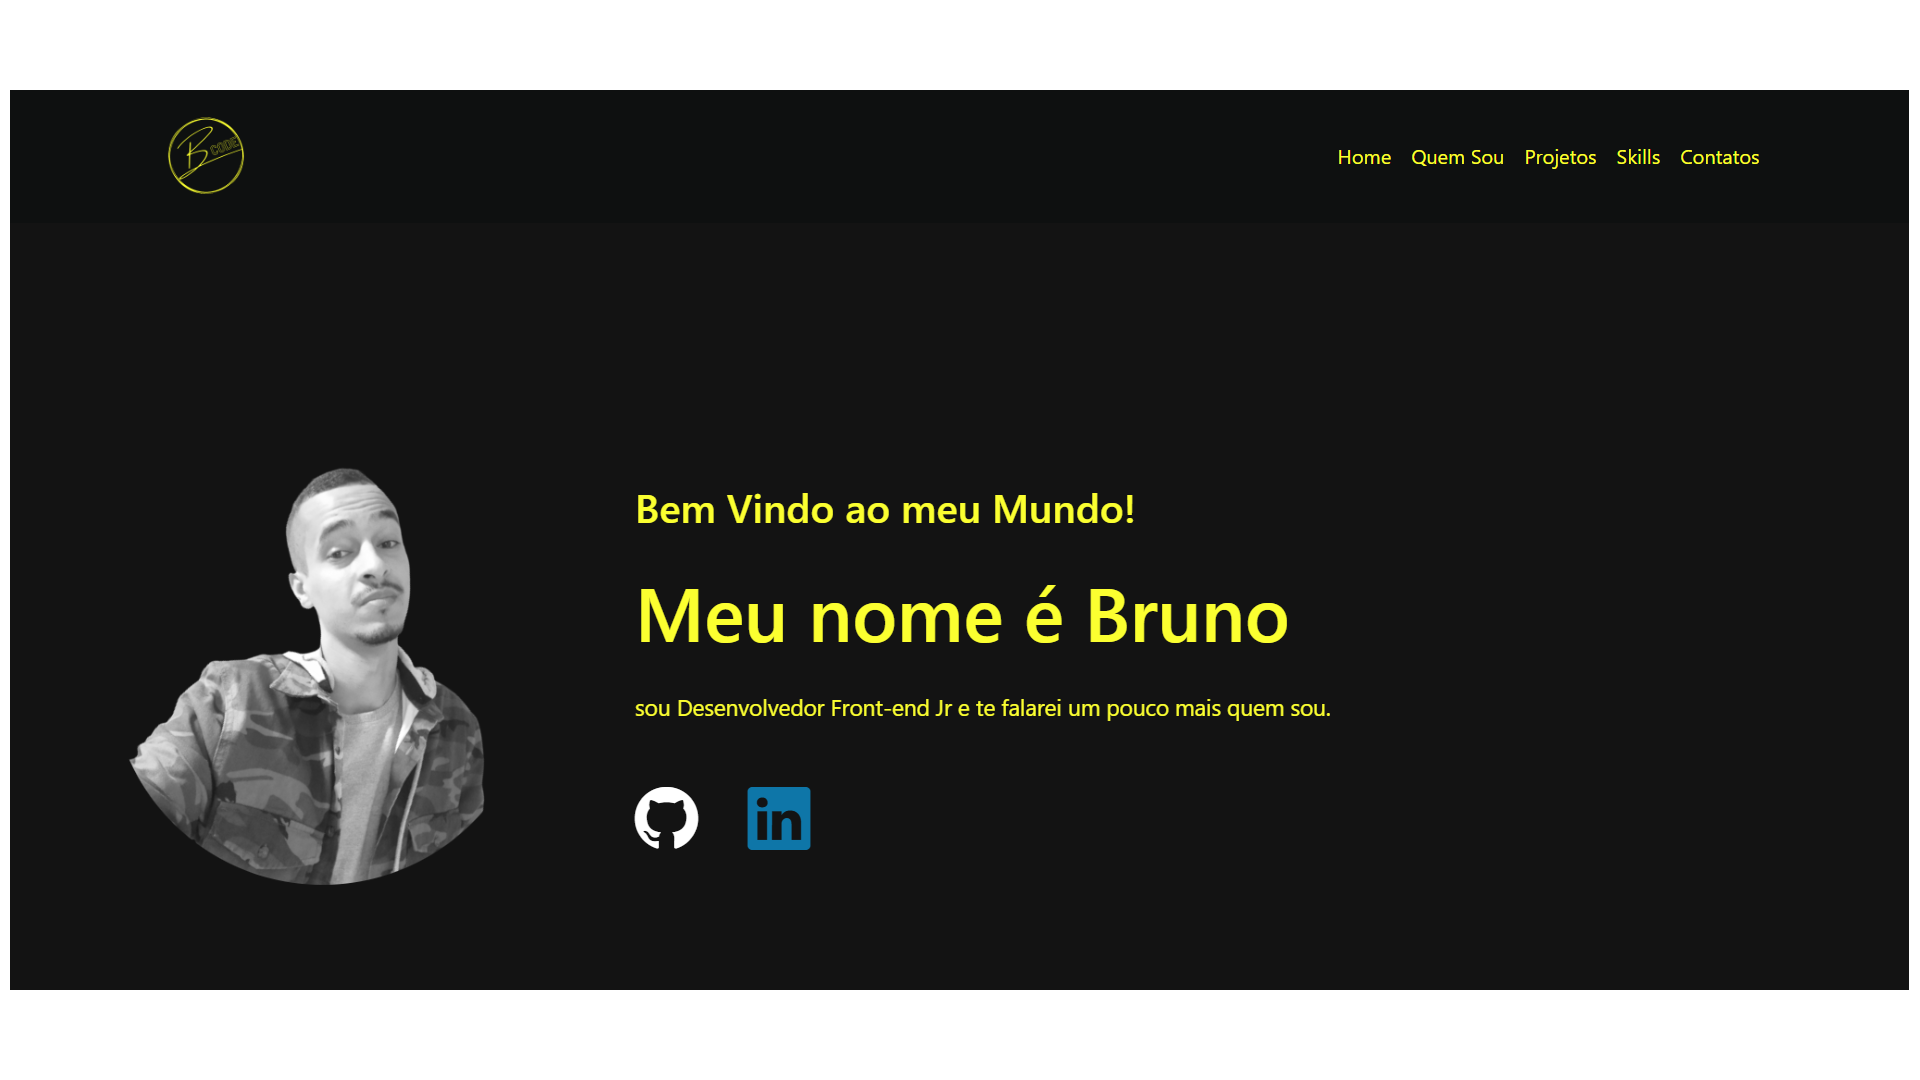 B CODE
Home Quem Sou Projetos Skills Contatos
Bem Vindo ao meu Mundo!
Meu nome é Bruno
sou Desenvolvedor Front-end Jr e te falarei um pouco mais quem sou.
in